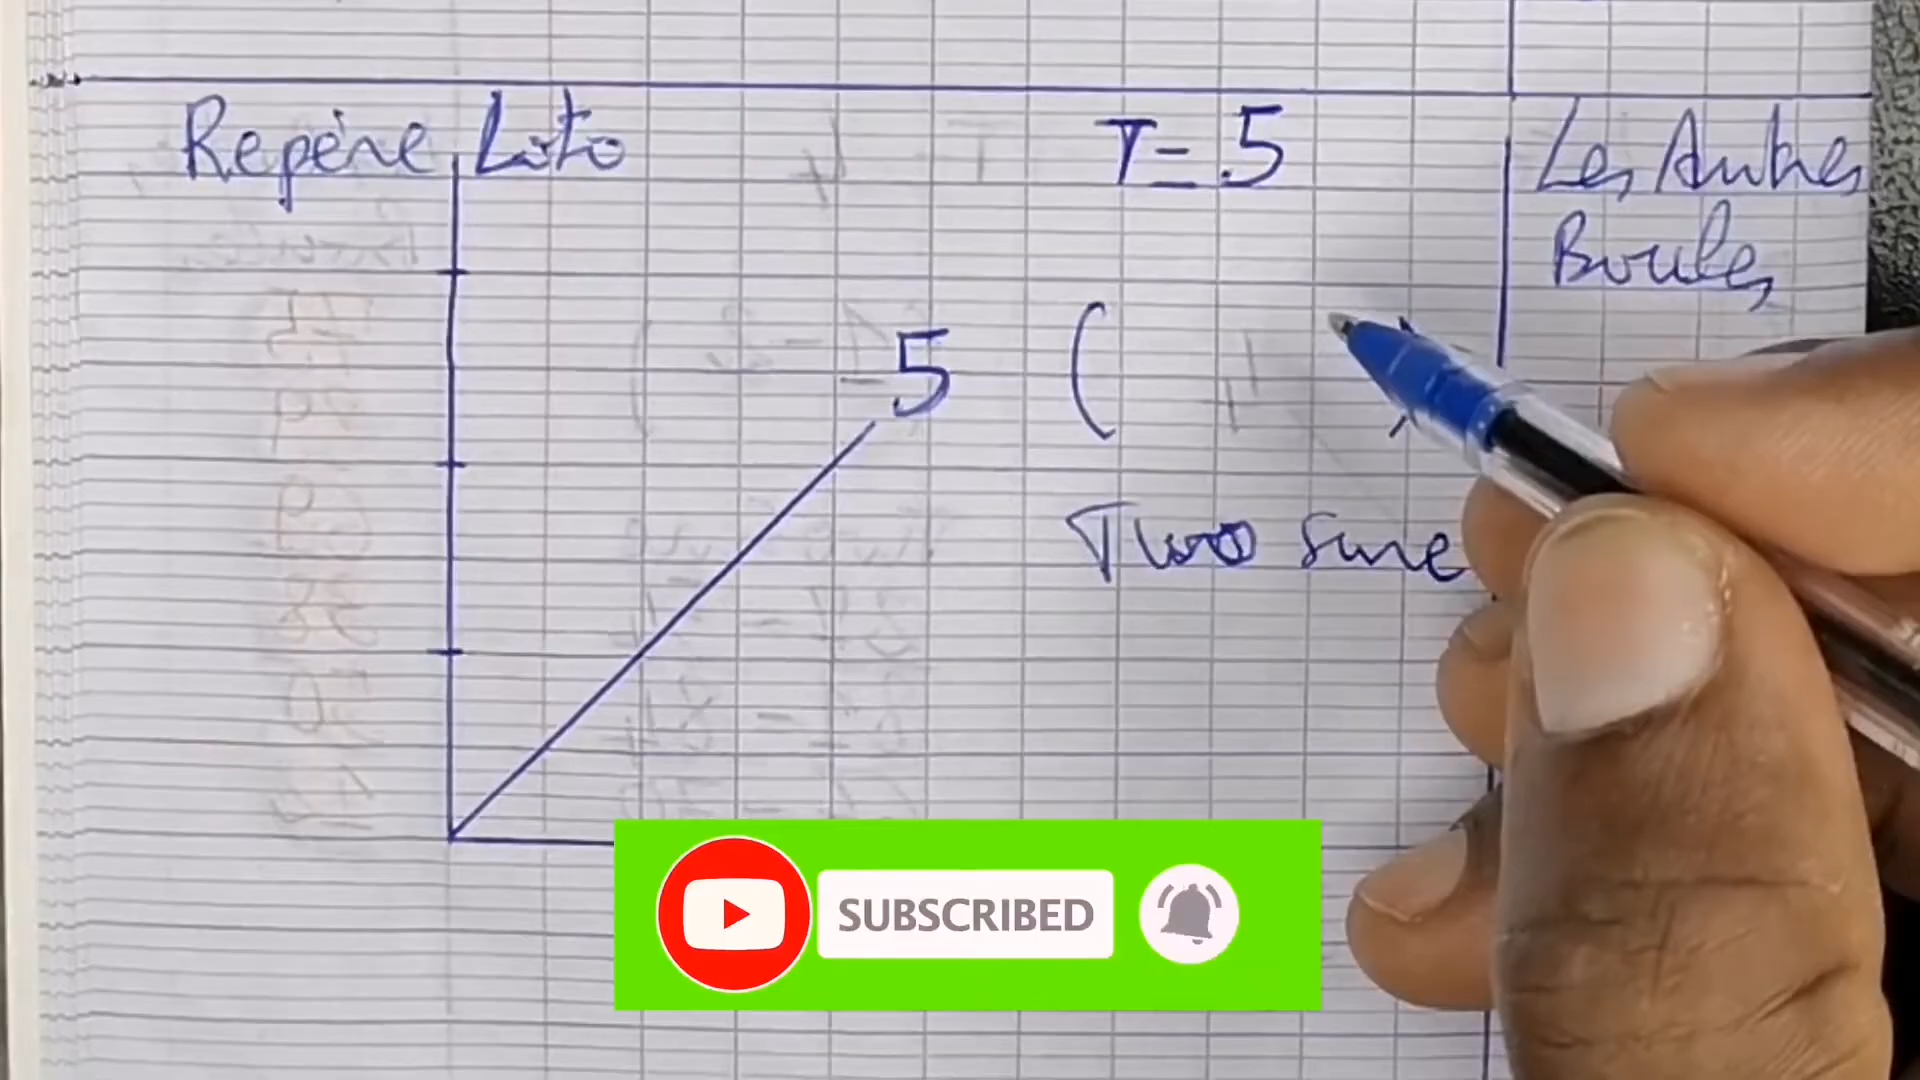 Repère Loto
T = 5
Les Autres
Boules
5 ( )
Two sure
SUBSCRIBED